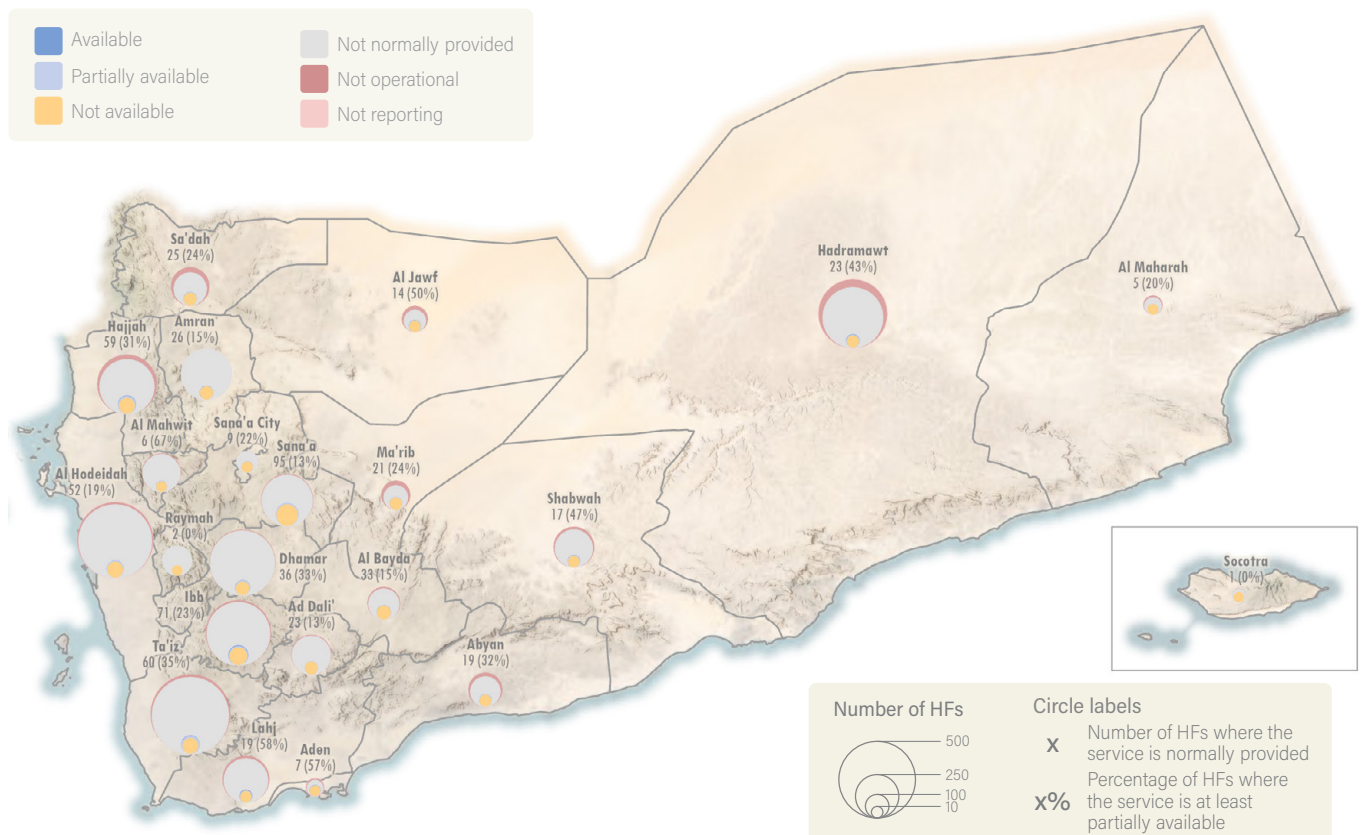 Available
Partially available
Not available
Not normally provided
Not operational
Not reporting
Sa'dah
25 (24%)
Al Jawf
14 (50%)
Hadramawt
23 (43%)
Al Maharah
5 (20%)
Hajjah
59 (31%)
Amran
26 (15%)
Al Mahwit
6 (67%)
Sana'a City
9 (22%)
Sana'a
95 (13%)
Ma'rib
21 (24%)
Al Hodeidah
52 (19%)
Shabwah
17 (47%)
Raymah
2 (0%)
Dhamar
36 (33%)
Al Bayda
33 (15%)
Socotra
1 (0%)
Ibb
71 (23%)
Ad Dali'
23 (13%)
Ta'iz
60 (35%)
Abyan
19 (32%)
Lahj
19 (58%)
Aden
7 (57%)
Number of HFs
500
250
100
10
Circle labels
x Number of HFs where the
service is normally provided
x% Percentage of HFs where
the service is at least
partially available